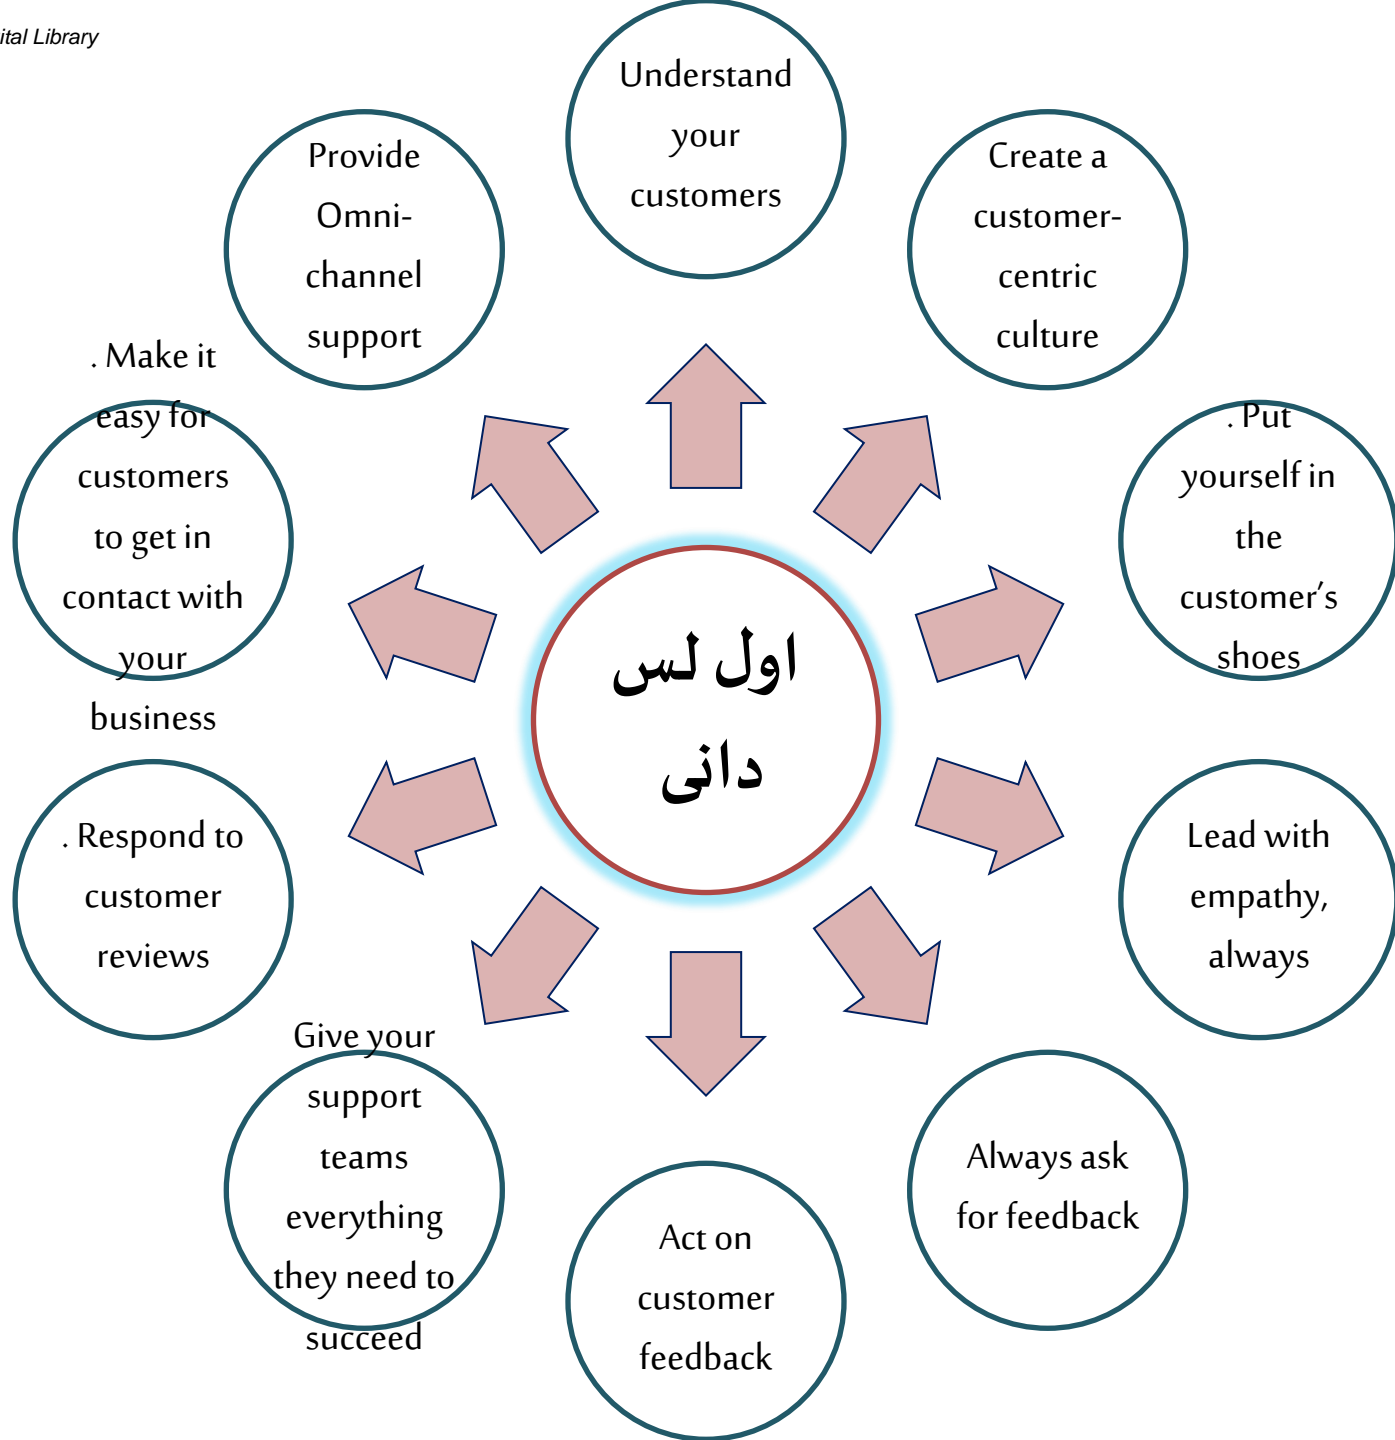 ital Library
Understand
your
customers
Create a
customer-
centric
culture
. Put
yourself in
the
customer’s
shoes
Lead with
empathy,
always
Always ask
for feedback
Act on
customer
feedback
Give your
support
teams
everything
they need to
succeed
. Respond to
customer
reviews
. Make it
easy for
customers
to get in
contact with
your
business
Provide
Omni-
channel
support
اول لس
دانی